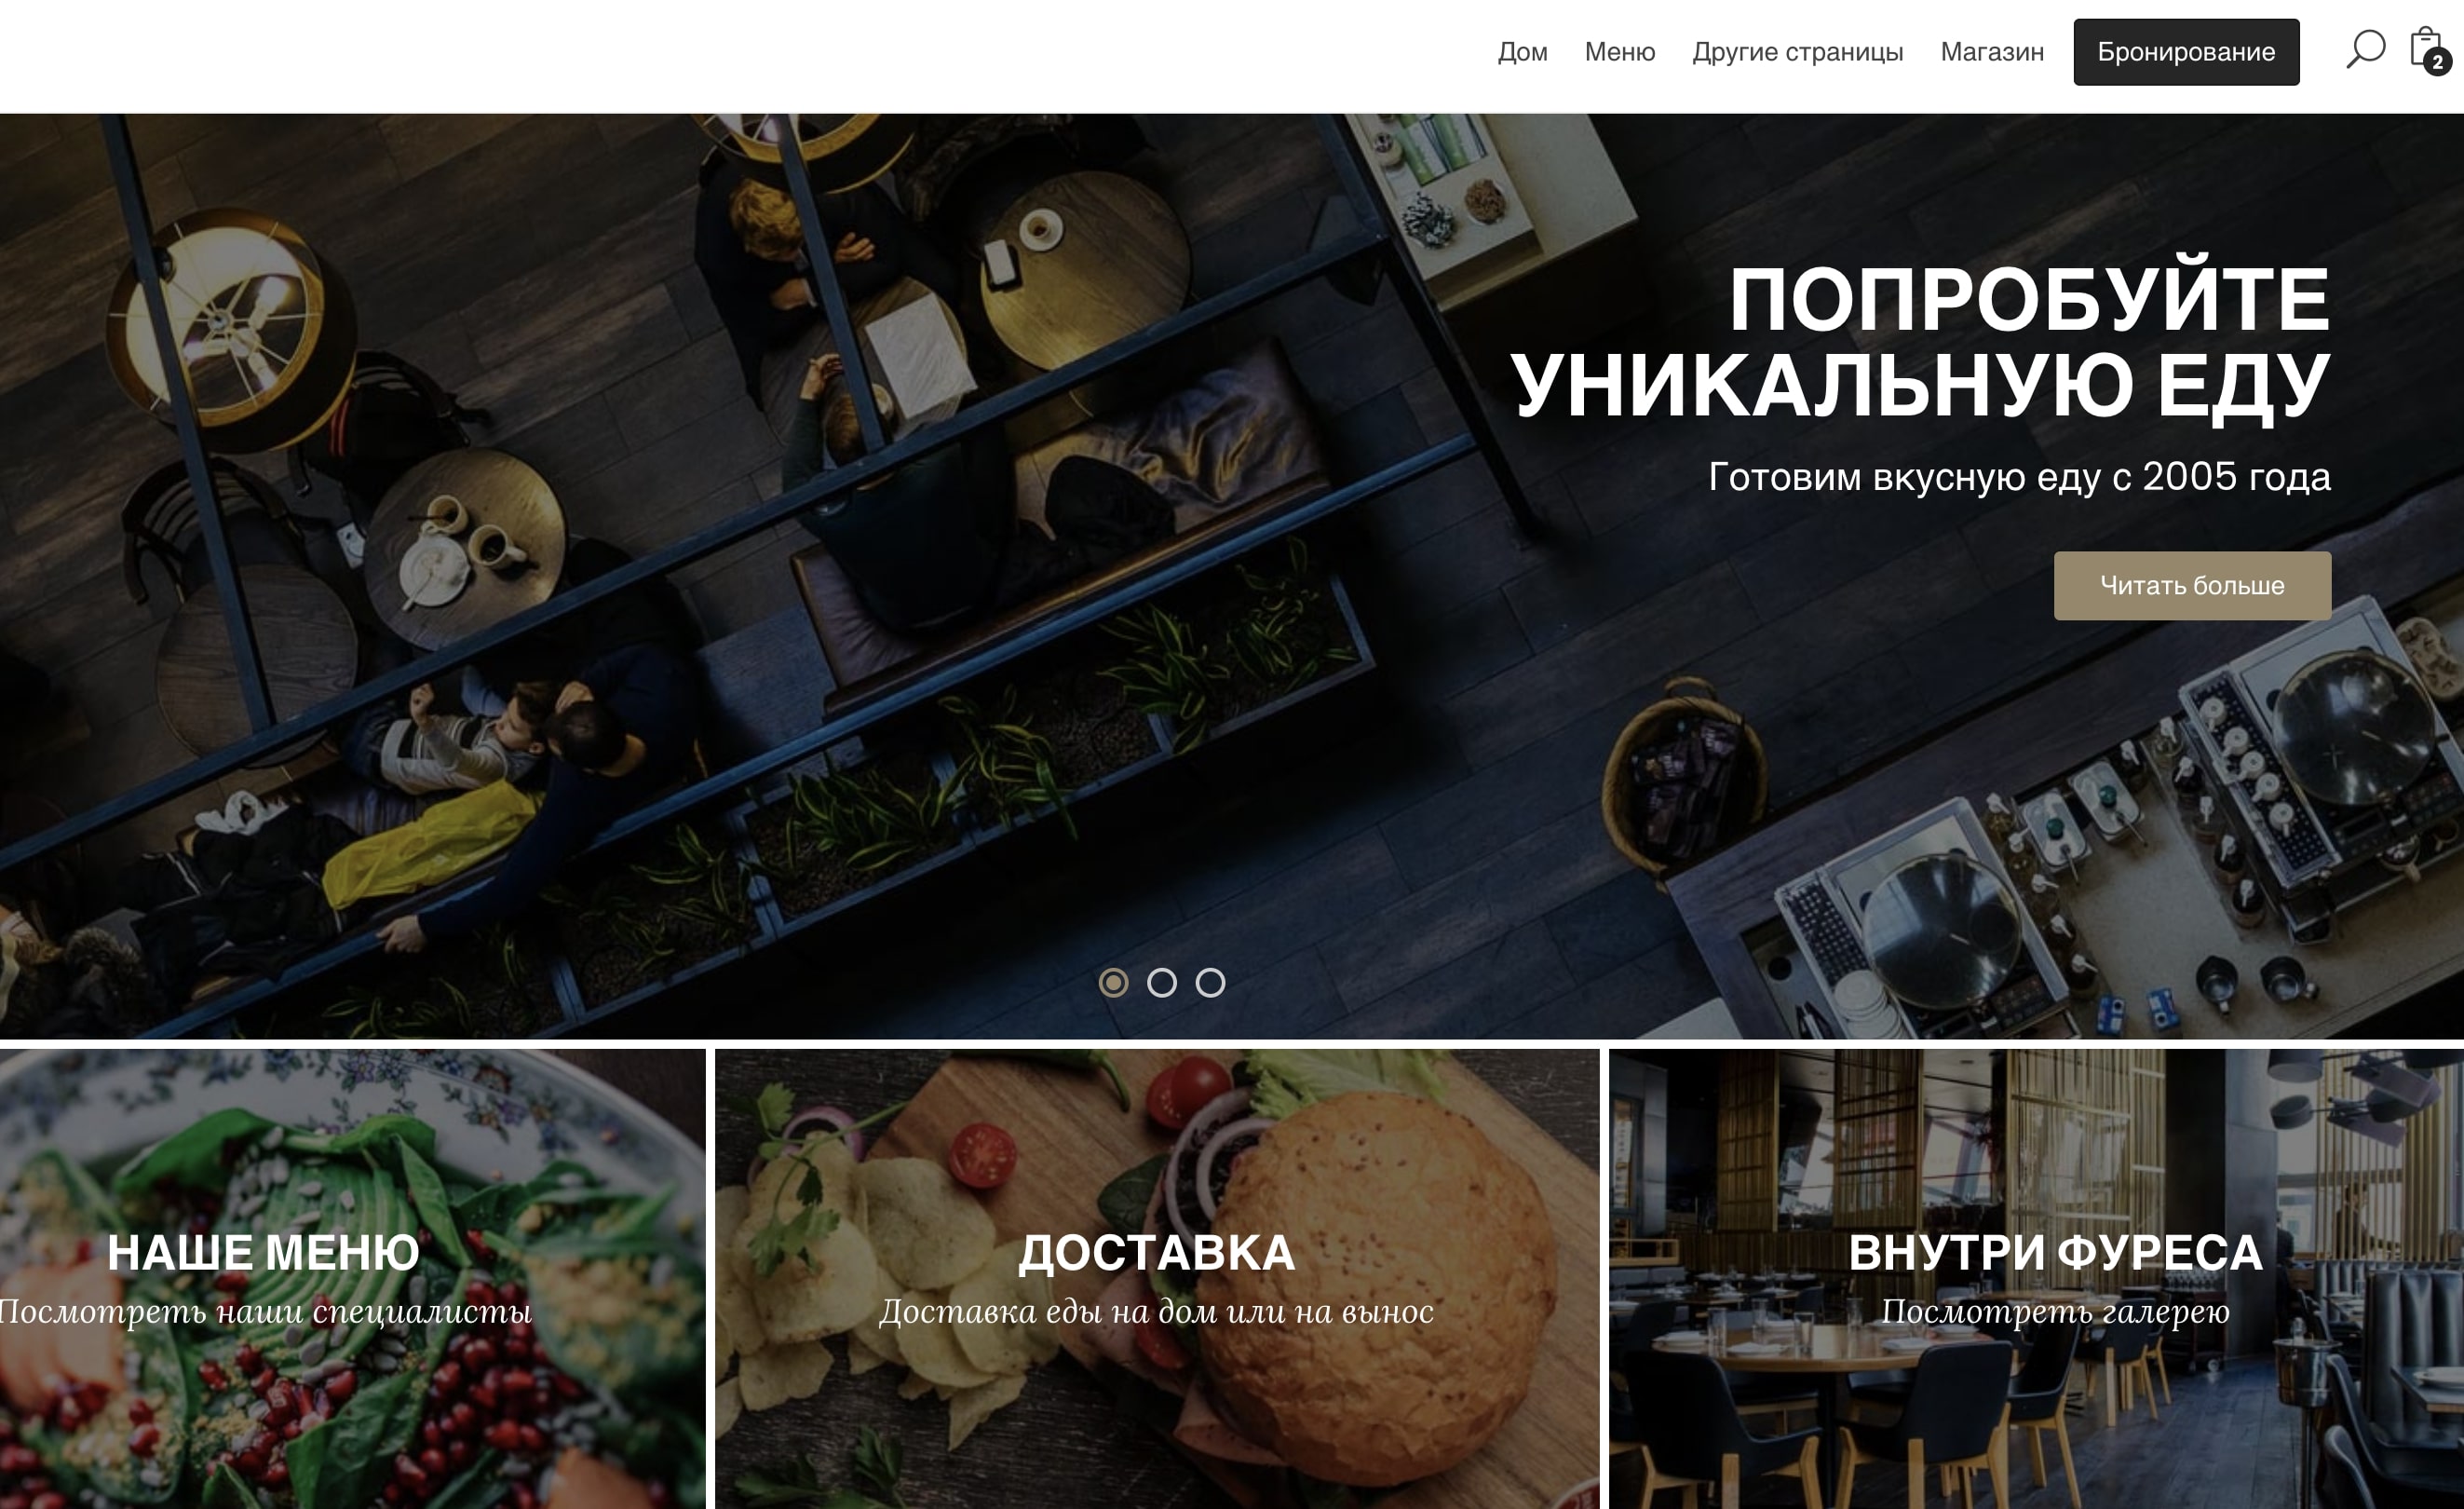 Дом
Меню
Другие страницы
Магазин
Бронирование
2
ПОПРОБУЙТЕ
УНИКАЛЬНУЮ ЕДУ
Готовим вкусную еду с 2005 года
Читать больше
НАШЕ МЕНЮ
Посмотреть наши специалисты
ДОСТАВКА
Доставка еды на дом или на вынос
ВНУТРИ ФУРЕСА
Посмотреть галерею